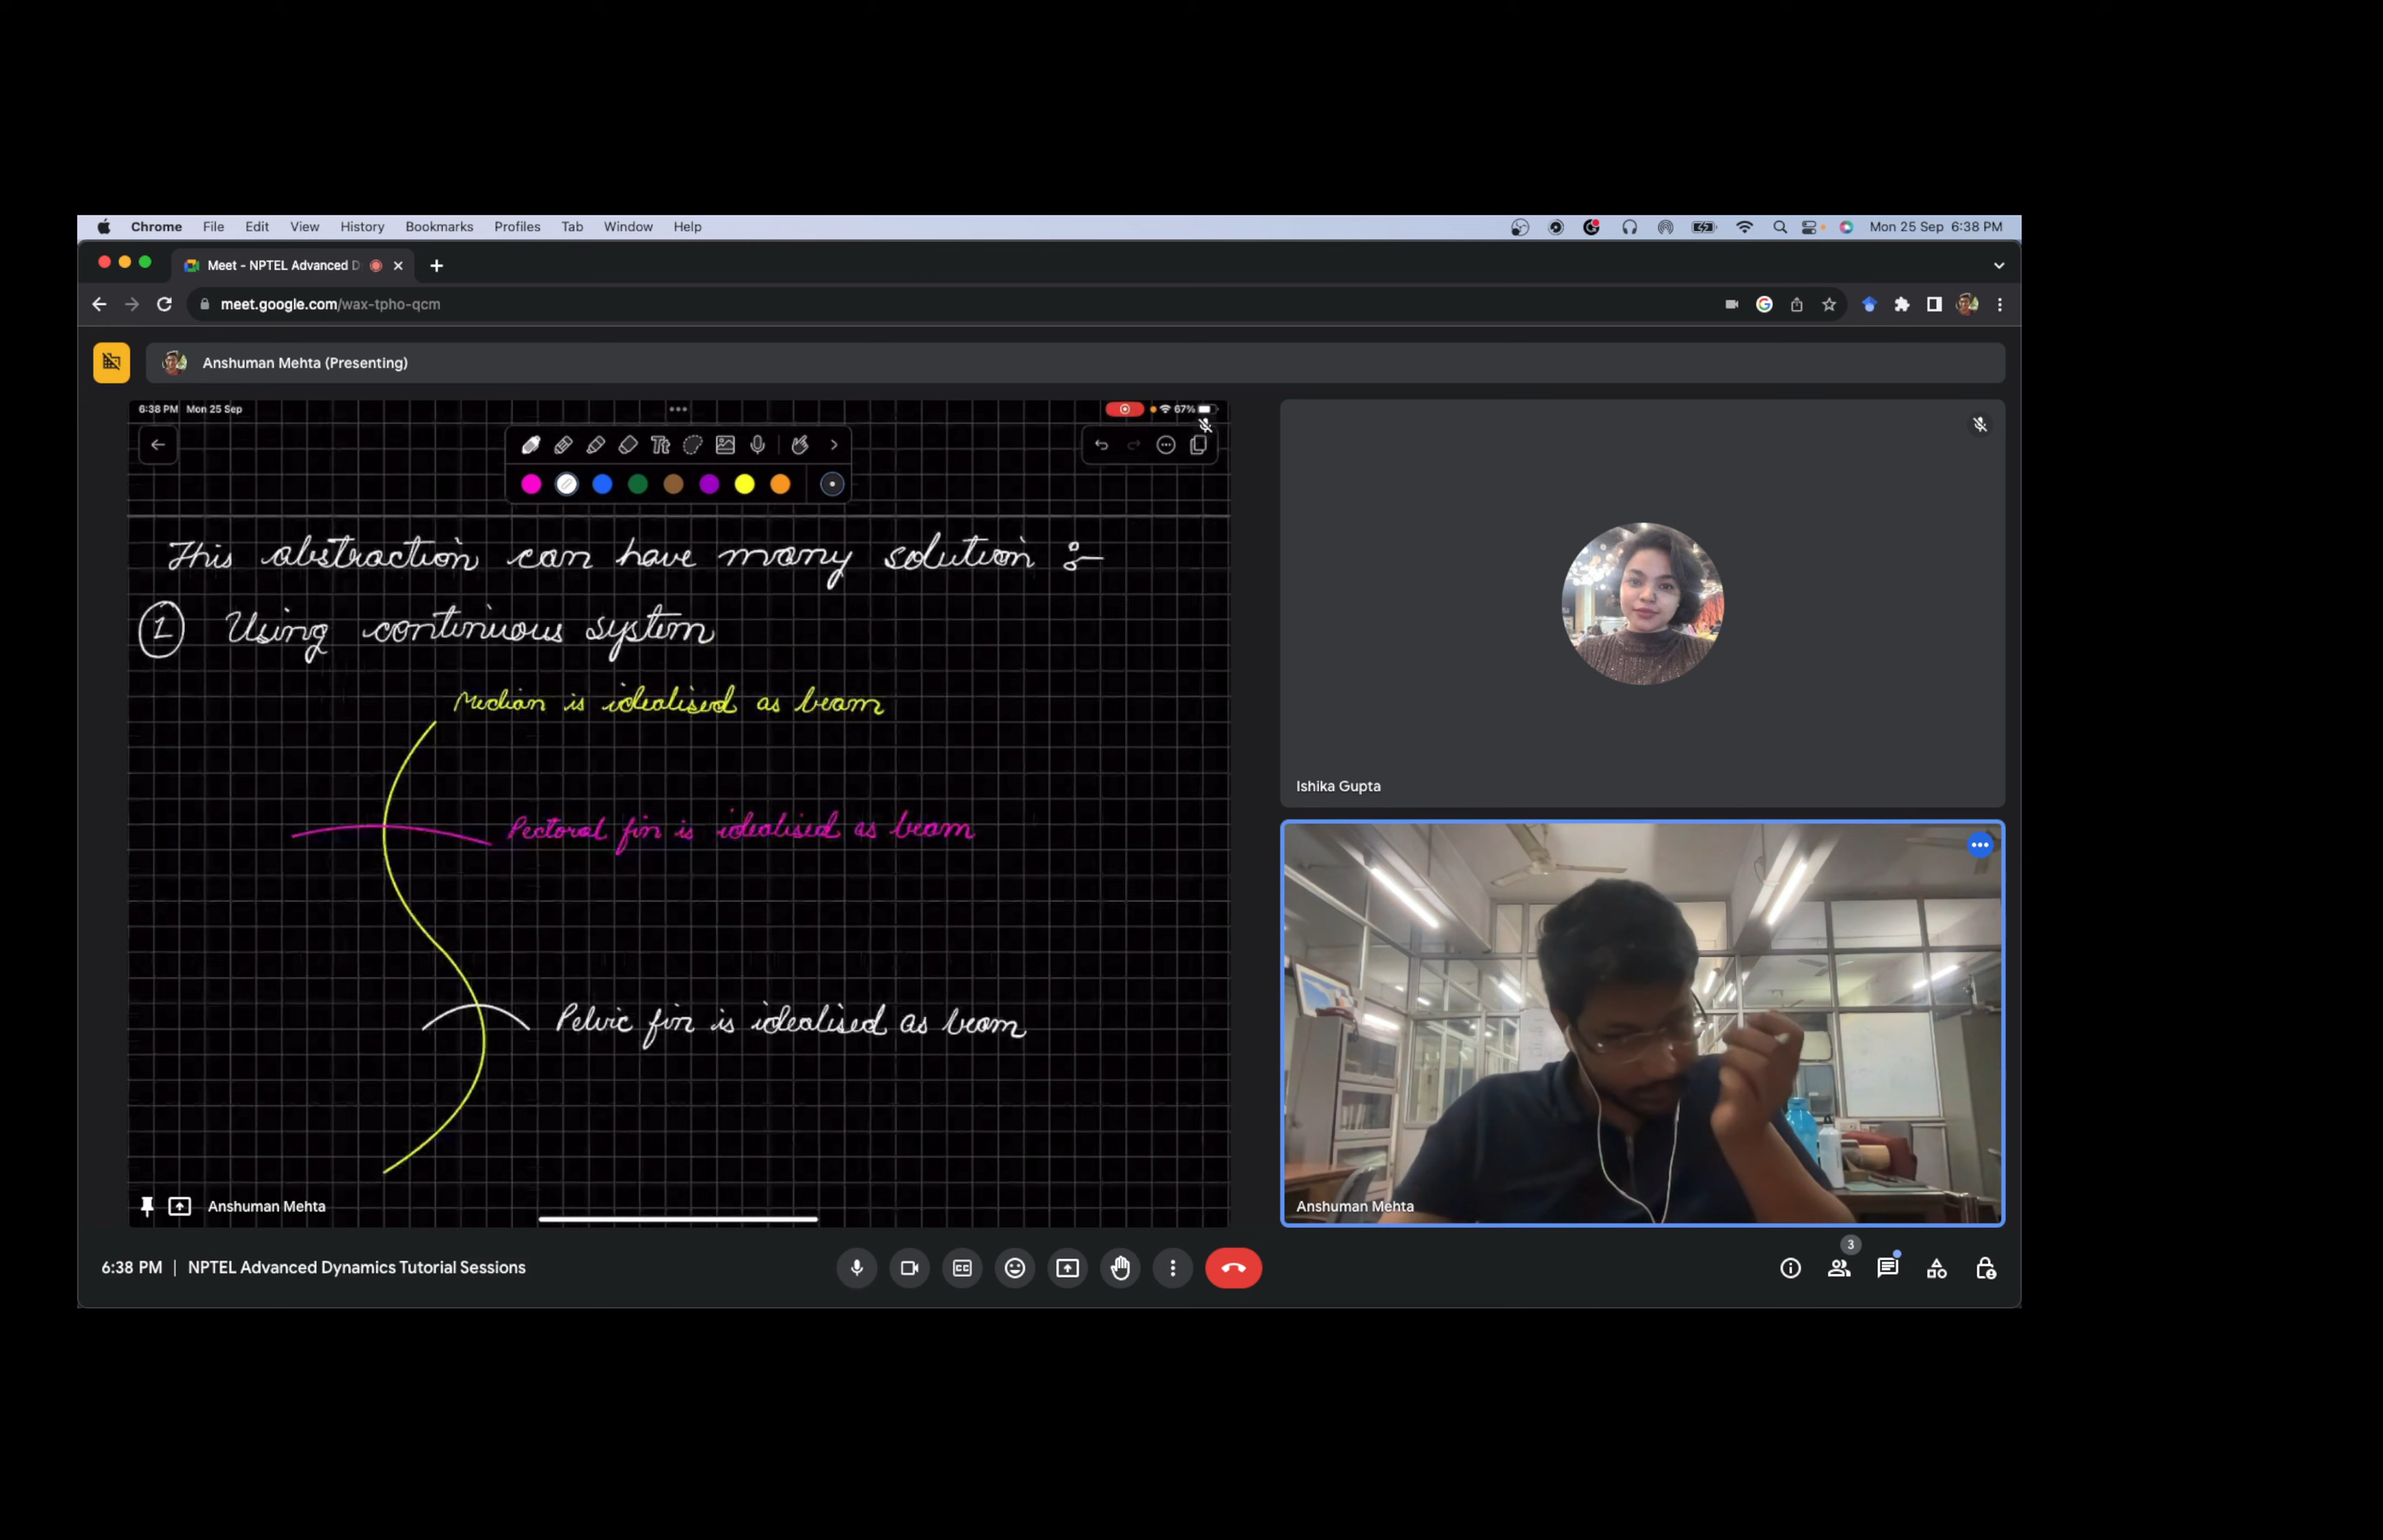 Chrome File Edit View History Bookmarks Profiles Tab Window Help Mon 25 Sep 6:38 PM
Meet - NPTEL Advanced D
meet.google.com/wax-tpho-qcm
Anshuman Mehta (Presenting)
6:38 PM Mon 25 Sep 67%
Tt
This abstraction can have many solution :-
1 Using continuous system
Median is idealised as beam
Pectoral fin is idealised as beam
Pelvic fin is idealised as beam
Anshuman Mehta
Ishika Gupta
Anshuman Mehta
6:38 PM | NPTEL Advanced Dynamics Tutorial Sessions
CC
3